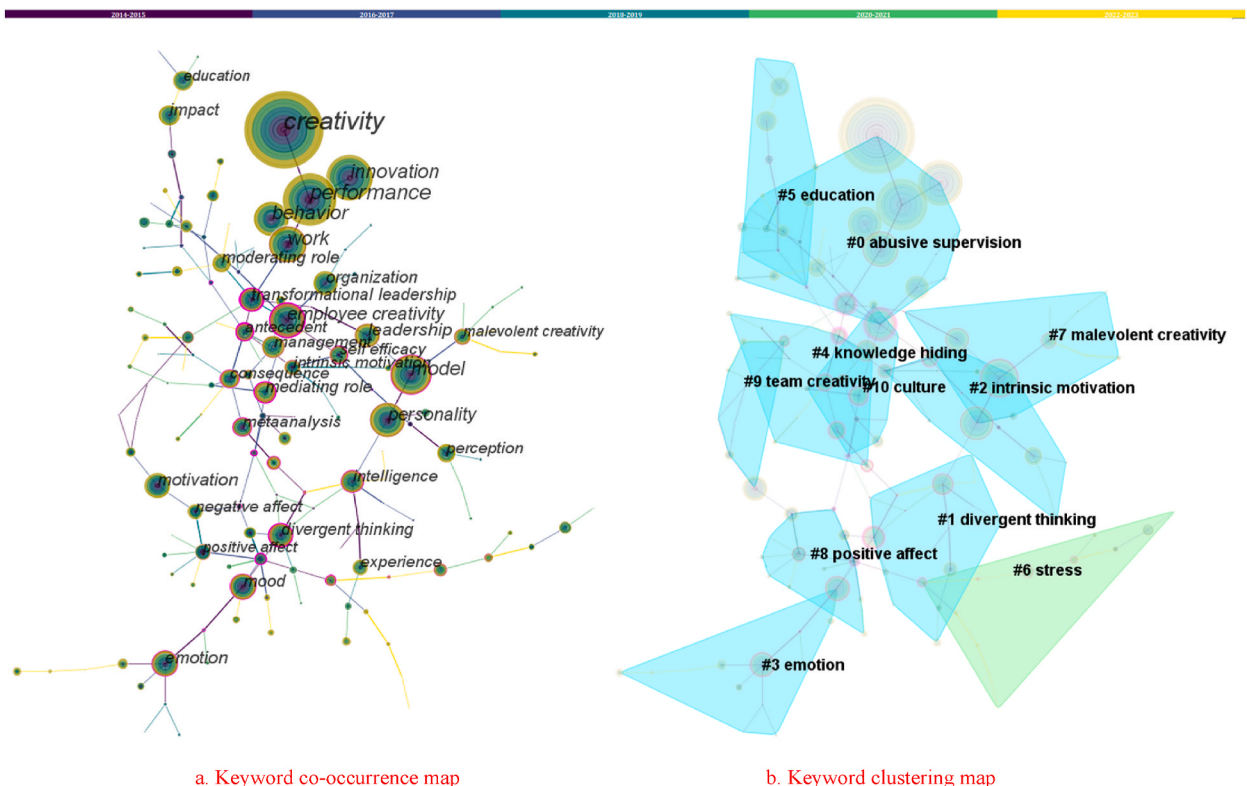 2014-2015 2016-2017 2018-2019 2020-2021 2022-2023
education
impact
creativity
innovation
performance
behavior
work
moderating role
organization
transformational leadership
employee creativity
antecedent
leadership
malevolent creativity
management
self efficacy
intrinsic motivation
model
consequence
mediating role
personality
metaanalysis
perception
motivation
intelligence
negative affect
divergent thinking
positive affect
experience
mood
emotion
a. Keyword co-occurrence map
#5 education
#0 abusive supervision
#7 malevolent creativity
#4 knowledge hiding
#9 team creativity
#10 culture
#2 intrinsic motivation
#1 divergent thinking
#8 positive affect
#6 stress
#3 emotion
b. Keyword clustering map